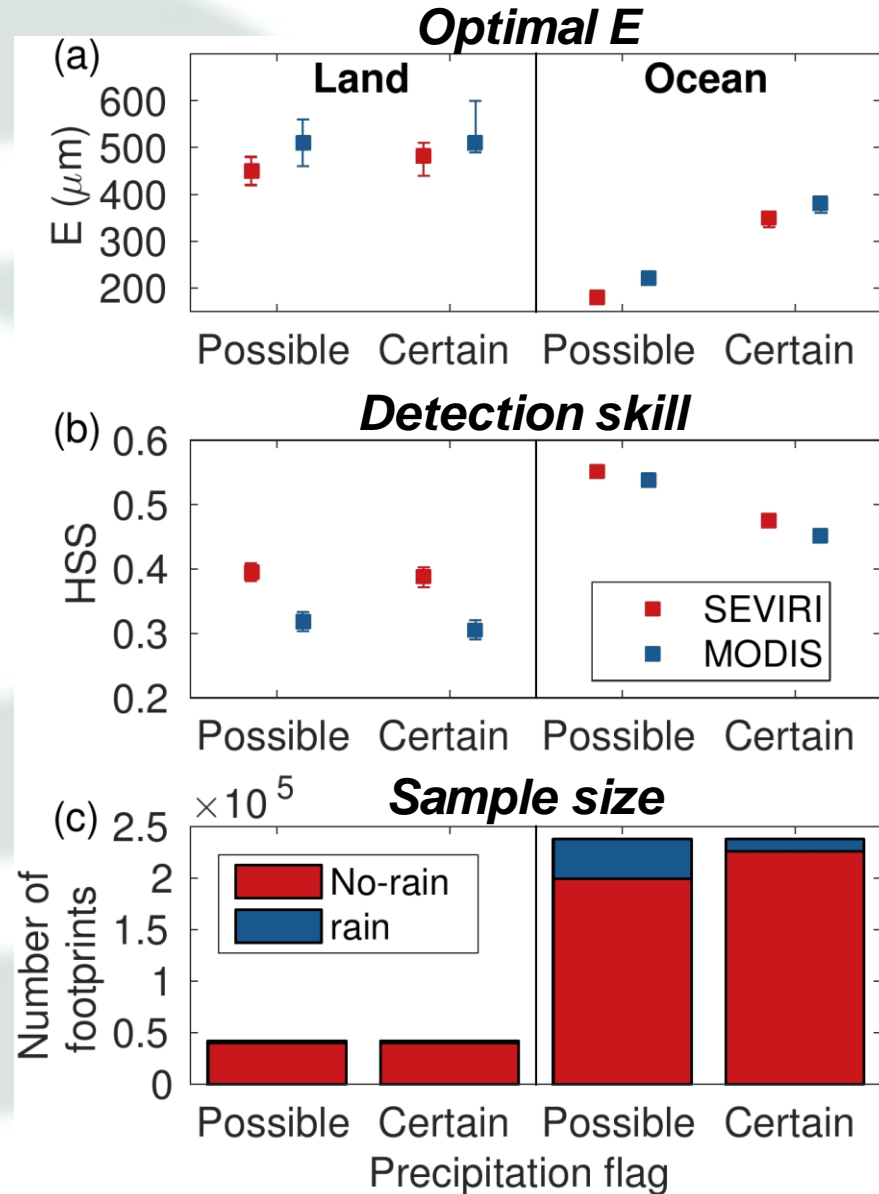 Optimal E
(a)
Land
Ocean
E (μm)
600
500
400
300
200
Possible
Certain
Possible
Certain
Detection skill
(b)
HSS
0.6
0.5
0.4
0.3
0.2
SEVIRI
MODIS
Possible
Certain
Possible
Certain
Sample size
(c)
×10 5
Number of
footprints
2.5
2
1.5
1
0.5
0
No-rain
rain
Possible
Certain
Possible
Certain
Precipitation flag